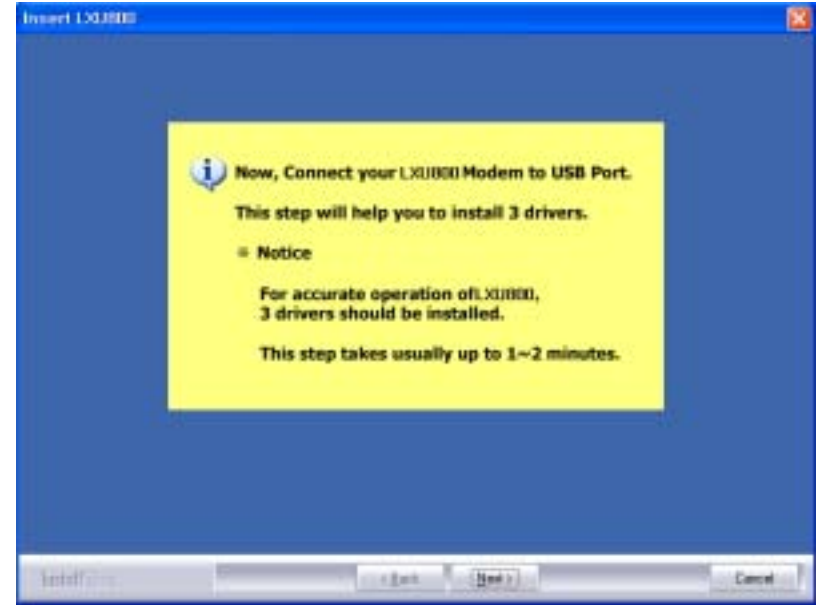 Insert LXU800
Now, Connect your LXU800 Modem to USB Port.
This step will help you to install 3 drivers.
Notice
For accurate operation of LXU800,
3 drivers should be installed.
This step takes usually up to 1~2 minutes.
< Back
Next >
Cancel